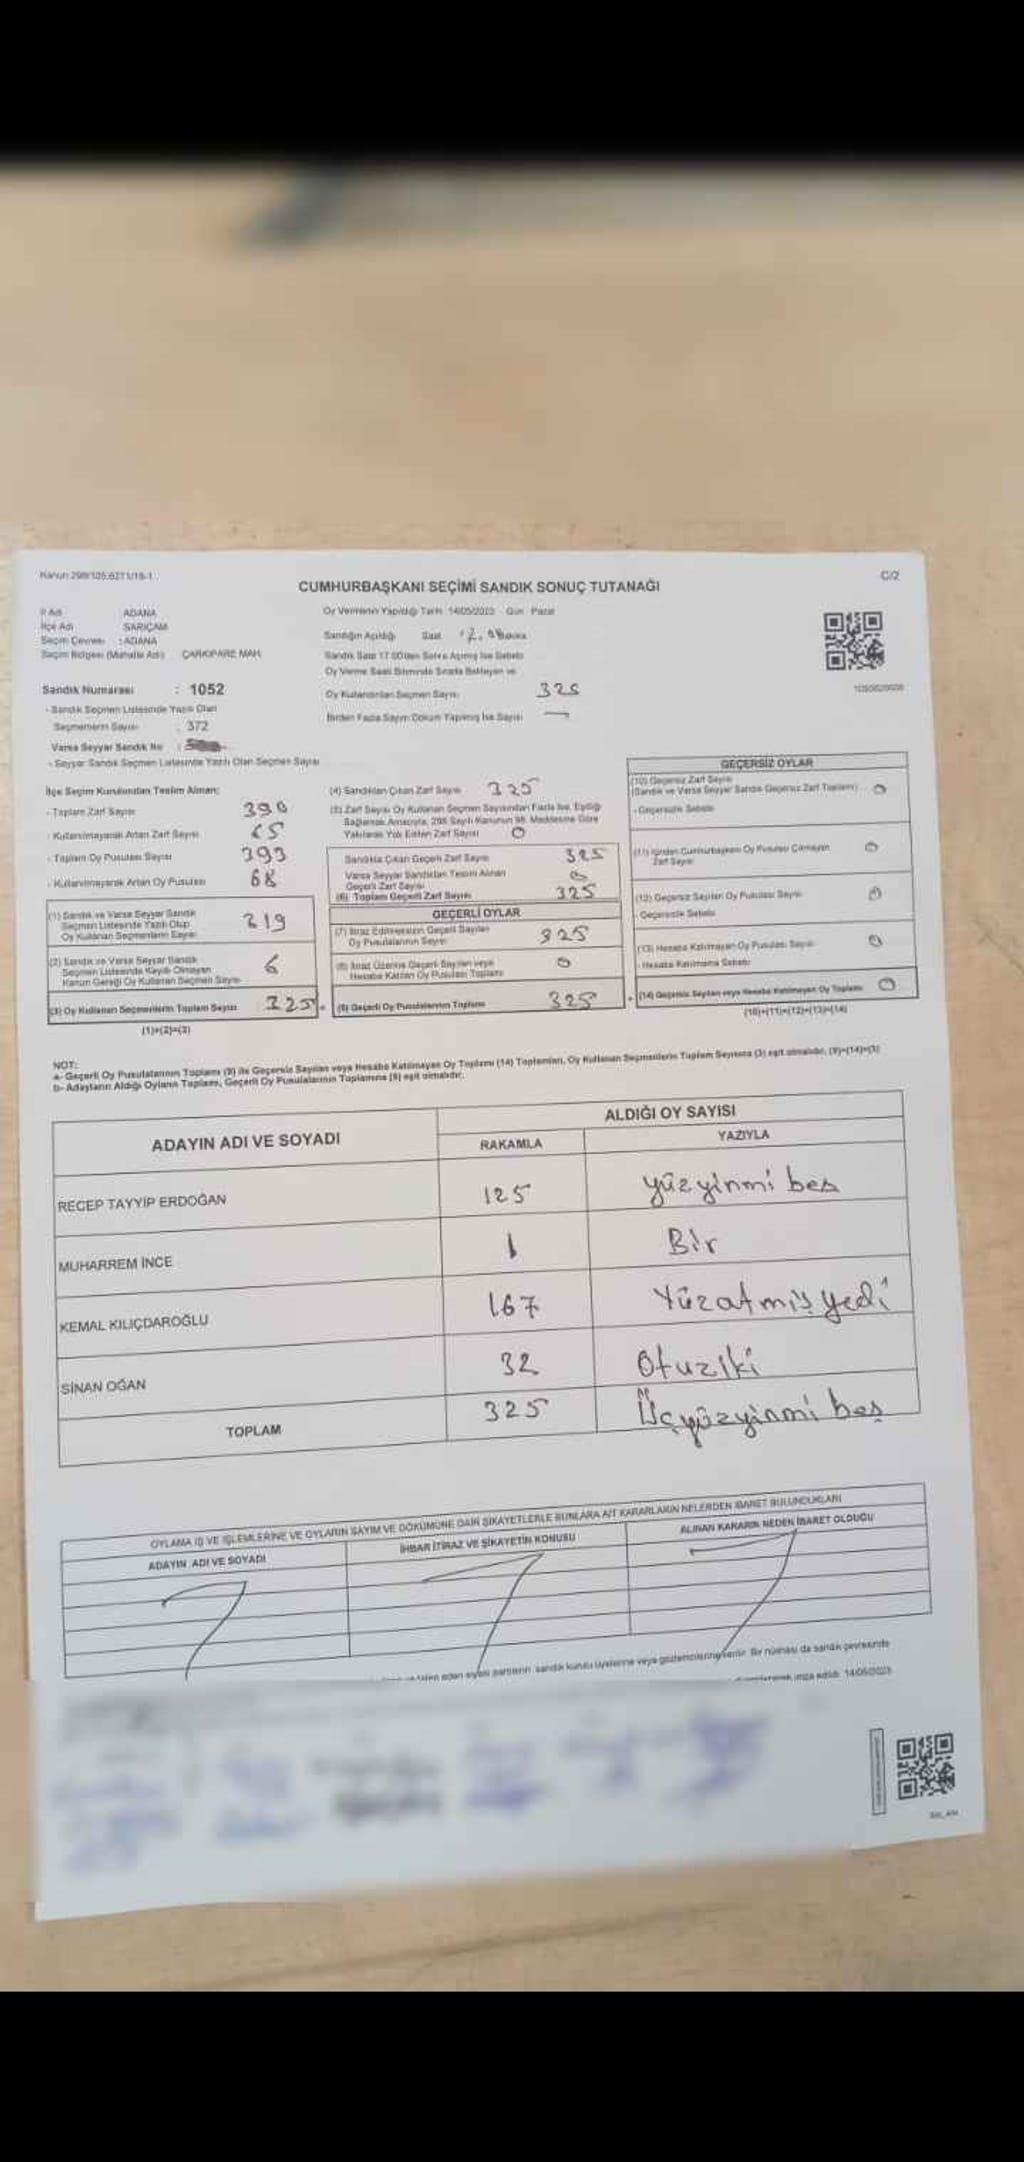 Kanun 298/105,6271/16-1
C/2
CUMHURBAŞKANI SEÇİMİ SANDIK SONUÇ TUTANAĞI
İl Adı ADANA
İlçe Adı SARIÇAM
Seçim Çevresi : ADANA
Seçim Bölgesi (Mahalle Adı) ÇARKIPARE MAH.
Sandık Numarası : 1052
- Sandık Seçmen Listesinde Yazılı Olan
Seçmenlerin Sayısı : 372
Varsa Seyyar Sandık No :
- Seyyar Sandık Seçmen Listesinde Yazılı Olan Seçmen Sayısı
Oy Vermenin Yapıldığı Tarih 14/05/2023 Gün Pazar
Sandığın Açıldığı Saat 17.00
Sandık Saat 17.00'den Sonra Açılmış İse Sebebi
Oy Verme Saati Bitiminde Sırada Bekleyen ve
Oy Kullandırılan Seçmen Sayısı 325
Birden Fazla Sayım Döküm Yapılmış İse Sayısı
İlçe Seçim Kurulundan Teslim Alınan:
- Toplam Zarf Sayısı 390
- Kullanılmayarak Artan Zarf Sayısı 65
- Toplam Oy Pusulası Sayısı 393
- Kullanılmayarak Artan Oy Pusulası 68
(1) Sandık ve Varsa Seyyar Sandık
Seçmen Listesinde Yazılı Olup
Oy Kullanan Seçmenlerin Sayısı 319
(2) Sandık ve Varsa Seyyar Sandık
Seçmen Listesinde Kayıtlı Olmayan
Kanun Gereği Oy Kullanan Seçmen Sayısı 6
(3) Oy Kullanan Seçmenlerin Toplam Sayısı 325
(1)+(2)=(3)
(4) Sandıktan Çıkan Zarf Sayısı 325
(5) Zarf Sayısı Oy Kullanan Seçmen Sayısından Fazla İse, Eşitliği
Sağlamak Amacıyla, 298 Sayılı Kanunun 98. Maddesine Göre
Yakılarak Yok Edilen Zarf Sayısı 0
Sandıkta Çıkan Geçerli Zarf Sayısı 325
Varsa Seyyar Sandıktan Teslim Alınan
Geçerli Zarf Sayısı 0
(6) Toplam Geçerli Zarf Sayısı 325
GEÇERLİ OYLAR
(7) İtiraz Edilmeksizin Geçerli Sayılan
Oy Pusulalarının Sayısı 325
(8) İtiraz Üzerine Geçerli Sayılan veya
Hesaba Katılan Oy Pusulası Toplamı 0
(9) Geçerli Oy Pusulalarının Toplamı 325
GEÇERSİZ OYLAR
(10) Geçersiz Zarf Sayısı
(Sandık ve Varsa Seyyar Sandık Geçersiz Zarf Toplamı) 0
- Geçersizlik Sebebi
(11) İçinden Cumhurbaşkanı Oy Pusulası Çıkmayan
Zarf Sayısı 0
(12) Geçersiz Sayılan Oy Pusulası Sayısı 0
- Geçersizlik Sebebi
(13) Hesaba Katılmayan Oy Pusulası Sayısı 0
- Hesaba Katılmama Sebebi
(14) Geçersiz Sayılan veya Hesaba Katılmayan Oy Toplamı 0
(10)+(11)+(12)+(13)=(14)
NOT:
a- Geçerli Oy Pusulalarının Toplamı (9) ile Geçersiz Sayılan veya Hesaba Katılmayan Oy Toplamı (14) Toplamları, Oy Kullanan Seçmenlerin Toplam Sayısına (3) eşit olmalıdır, (9)+(14)=(3)
b- Adayların Aldığı Oyların Toplamı, Geçerli Oy Pusulalarının Toplamına (9) eşit olmalıdır.
ADAYIN ADI VE SOYADI
ALDIĞI OY SAYISI
RAKAMLA YAZIYLA
RECEP TAYYİP ERDOĞAN 125 yüzyirmi beş
MUHARREM İNCE 1 Bir
KEMAL KILIÇDAROĞLU 167 Yüzatmış yedi
SİNAN OĞAN 32 Otuziki
TOPLAM 325 Üçyüzyirmi beş
OYLAMA İŞ VE İŞLEMLERİNE VE OYLARIN SAYIM VE DÖKÜMÜNE DAİR ŞİKAYETLERLE BUNLARA AİT KARARLARIN NELERDEN İBARET BULUNDUKLARI
ADAYIN ADI VE SOYADI
İHBAR İTİRAZ VE ŞİKAYETİN KONUSU
ALINAN KARARIN NEDEN İBARET OLDUĞU
talep eden siyasi partilerin sandık kurulu üyelerine veya gözlemcilerine verilir. Bir nüshası da sandık çevresinde
imza edildi. 14/05/2023